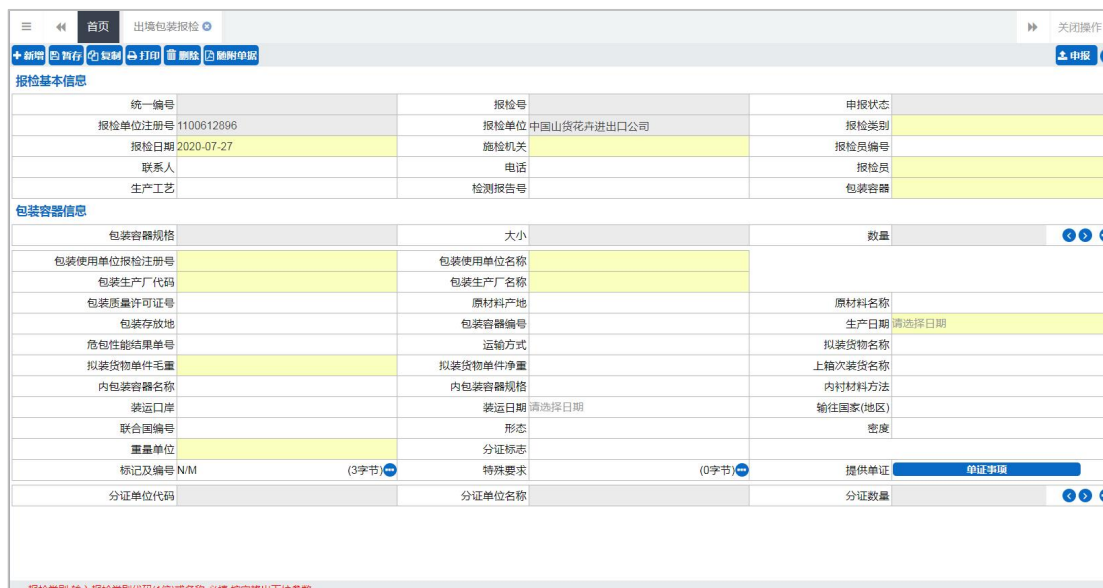 首页 出境包装报检 关闭操作
新增 暂存 复制 打印 删除 随附单据 申报
报检基本信息
统一编号 报检号 申报状态
报检单位注册号 1100612896 报检单位 中国山货花卉进出口公司 报检类别
报检日期 2020-07-27 施检机关 报检员编号
联系人 电话 报检员
生产工艺 检测报告号 包装容器
包装容器信息
包装容器规格 大小 数量
包装使用单位报检注册号 包装使用单位名称
包装生产厂代码 包装生产厂名称
包装质量许可证号 原材料产地 原材料名称
包装存放地 包装容器编号 生产日期 请选择日期
危包性能结果单号 运输方式 拟装货物名称
拟装货物单件毛重 拟装货物单件净重 上箱次装货名称
内包装容器名称 内包装容器规格 内衬材料方法
装运口岸 装运日期 请选择日期 输往国家(地区)
联合国编号 形态 密度
重量单位 分证标志
标记及编号 N/M (3字节) 特殊要求 (0字节) 提供单证 单证事项
分证单位代码 分证单位名称 分证数量